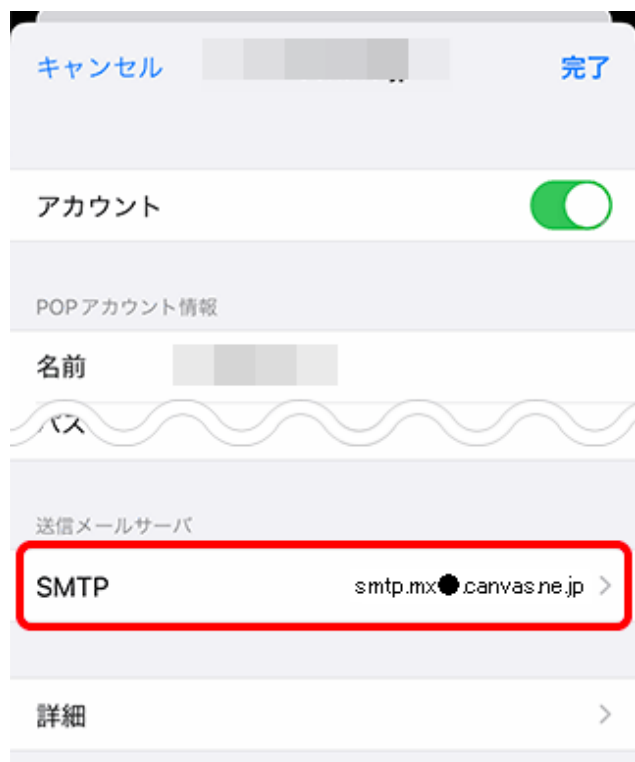 キャンセル 完了
アカウント
POPアカウント情報
名前
送信メールサーバ
SMTP smtp.mx●.canvas.ne.jp
詳細